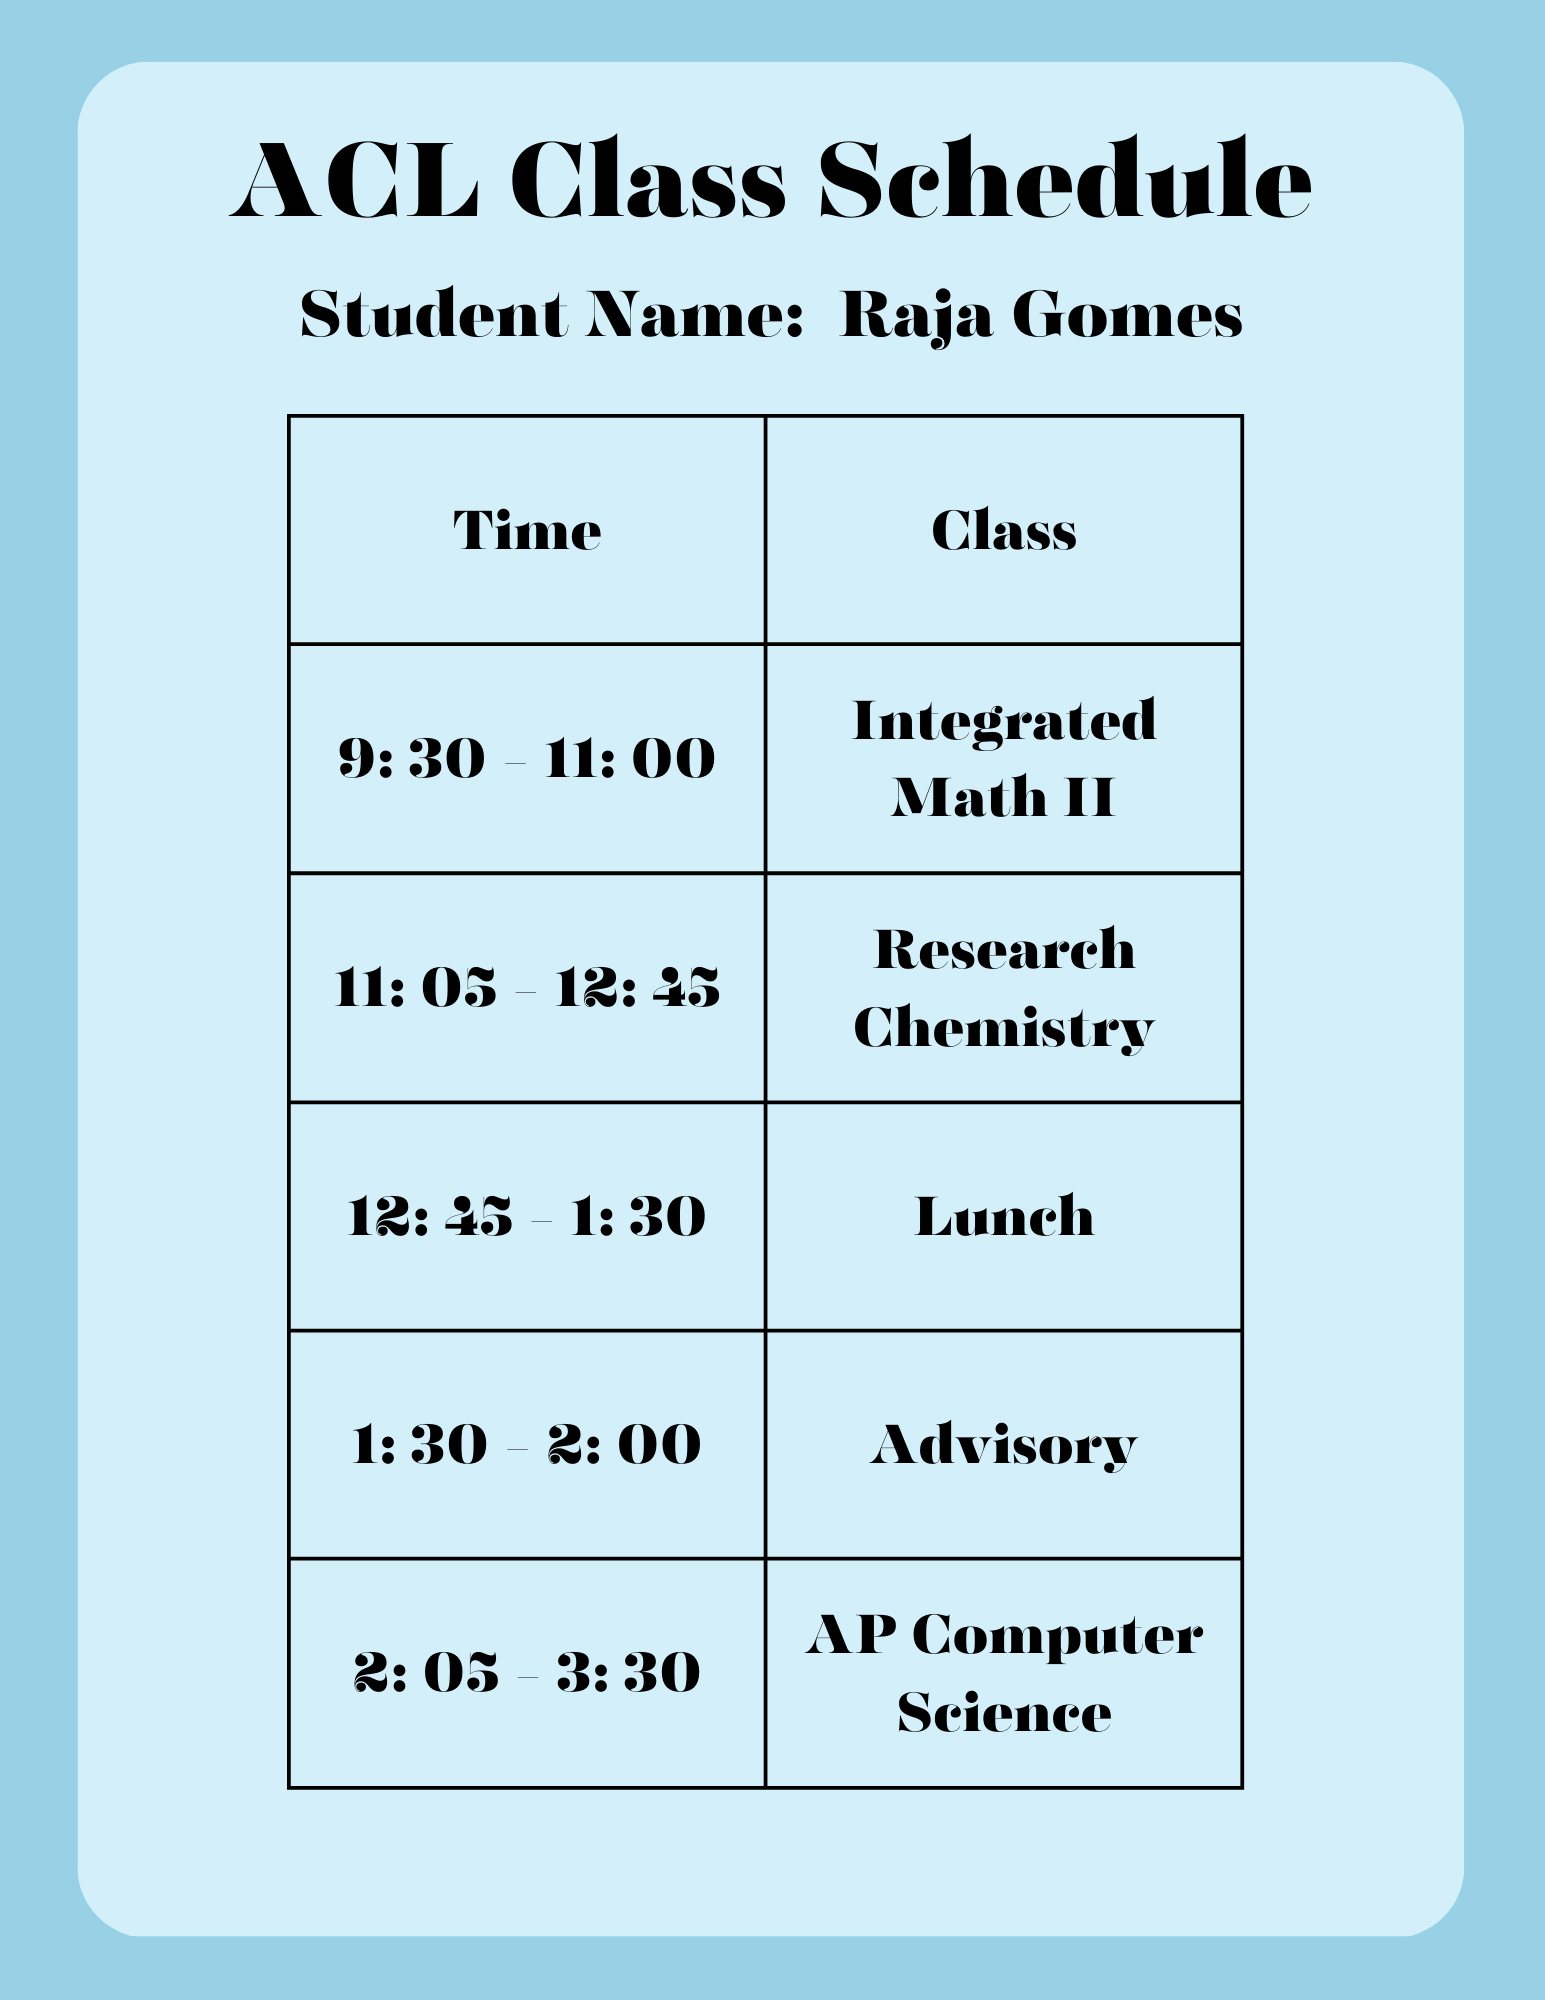 ACL Class Schedule
Student Name: Raja Gomes
Time Class
9: 30 - 11: 00 Integrated
Math II
11: 05 - 12: 45 Research
Chemistry
12: 45 - 1: 30 Lunch
1: 30 - 2: 00 Advisory
2: 05 - 3: 30 AP Computer
Science